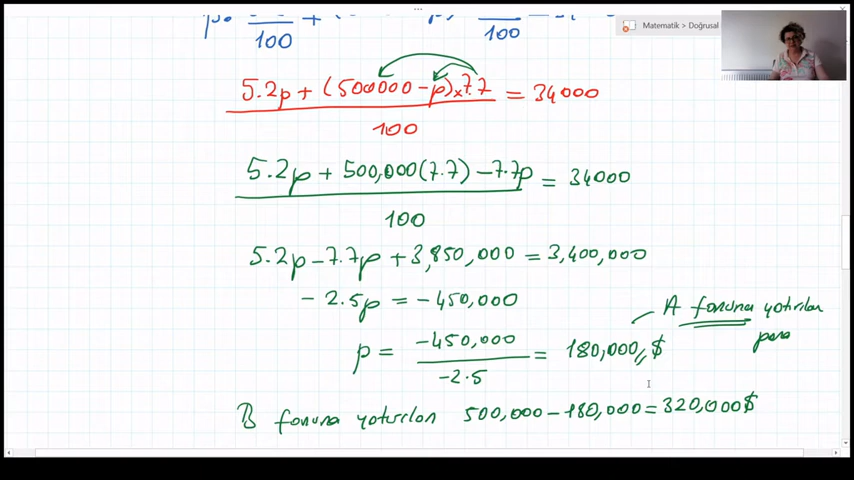 Matematik > Doğrusal
100 + 100
5.2p + (500000 - p)x7.7 = 34000
100
5.2p + 500,000(7.7) - 7.7p = 34000
100
5.2p - 7.7p + 3,850,000 = 3,400,000
- 2.5p = -450,000
A fonuna yatırılan
para
p = -450,000 = 180,000,$
-2.5
B fonuna yatırılan 500,000 - 180,000 = 320,000$